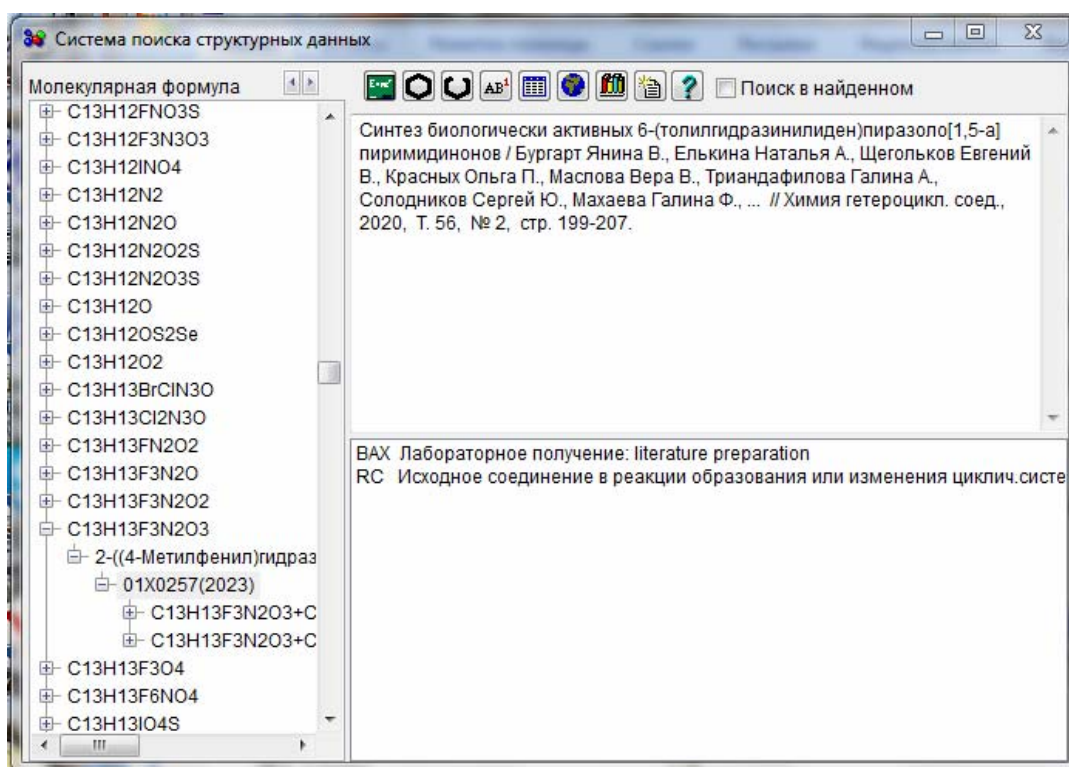 Система поиска структурных данных
Молекулярная формула
Поиск в найденном
C13H12FNO3S
C13H12F3N3O3
C13H12INO4
C13H12N2
C13H12N2O
C13H12N2O2S
C13H12N2O3S
C13H12O
C13H12OS2Se
C13H12O2
C13H13BrClN3O
C13H13Cl2N3O
C13H13FN2O2
C13H13F3N2O
C13H13F3N2O2
C13H13F3N2O3
2-((4-Метилфенил)гидраз
01X0257(2023)
C13H13F3N2O3+C
C13H13F3N2O3+C
C13H13F3O4
C13H13F6NO4
C13H13IO4S
Синтез биологически активных 6-(толилгидразинилиден)пиразоло[1,5-a]
пиримидинонов / Бургарт Янина В., Елькина Наталья А., Щегольков Евгений
В., Красных Ольга П., Маслова Вера В., Триандафилова Галина А.,
Солодников Сергей Ю., Махаева Галина Ф., ... // Химия гетероцикл. соед.,
2020, Т. 56, № 2, стр. 199-207.
BAX Лабораторное получение: literature preparation
RC Исходное соединение в реакции образования или изменения циклич.систе